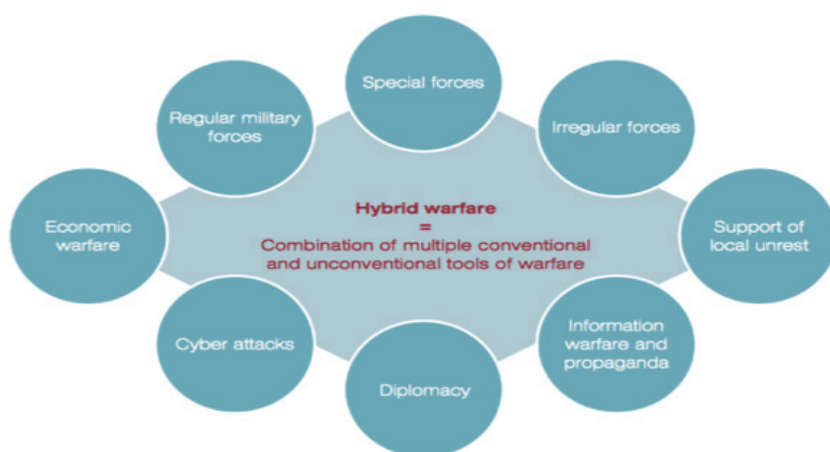 Special forces
Regular military
forces
Irregular forces
Economic
warfare
Hybrid warfare
=
Combination of multiple conventional
and unconventional tools of warfare
Support of
local unrest
Cyber attacks
Information
warfare and
propaganda
Diplomacy